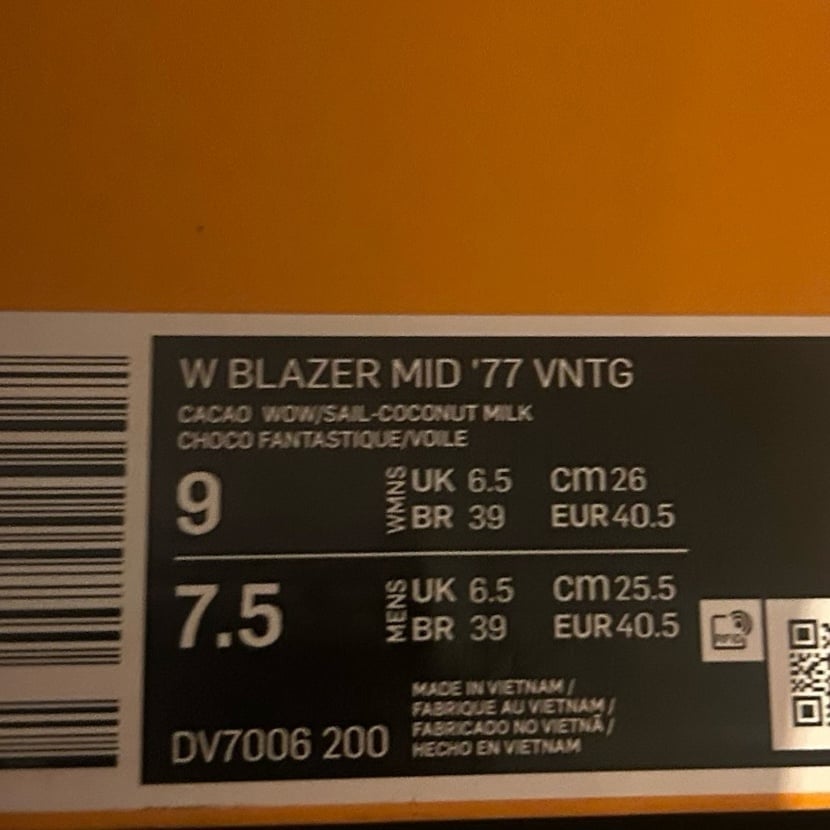 W BLAZER MID '77 VNTG
CACAO WOW/SAIL-COCONUT MILK
CHOCO FANTASTIQUE/VOILE
9 WMNS UK 6.5 cm 26
BR 39 EUR 40.5
7.5 MENS UK 6.5 cm 25.5
BR 39 EUR 40.5
MADE IN VIETNAM /
FABRIQUE AU VIETNAM /
FABRICADO NO VIETNÃ /
HECHO EN VIETNAM
DV7006 200